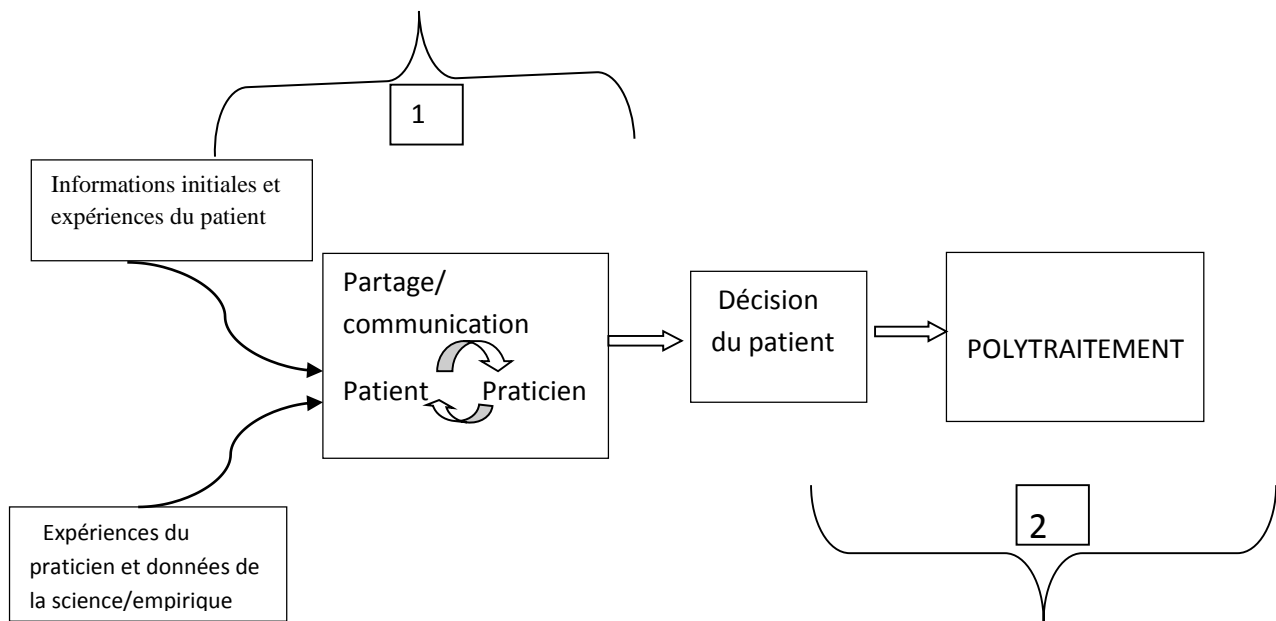 1
Informations initiales et
expériences du patient
Partage/
communication
Patient Praticien
Décision
du patient
POLYTRAITEMENT
Expériences du
praticien et données de
la science/empirique
2